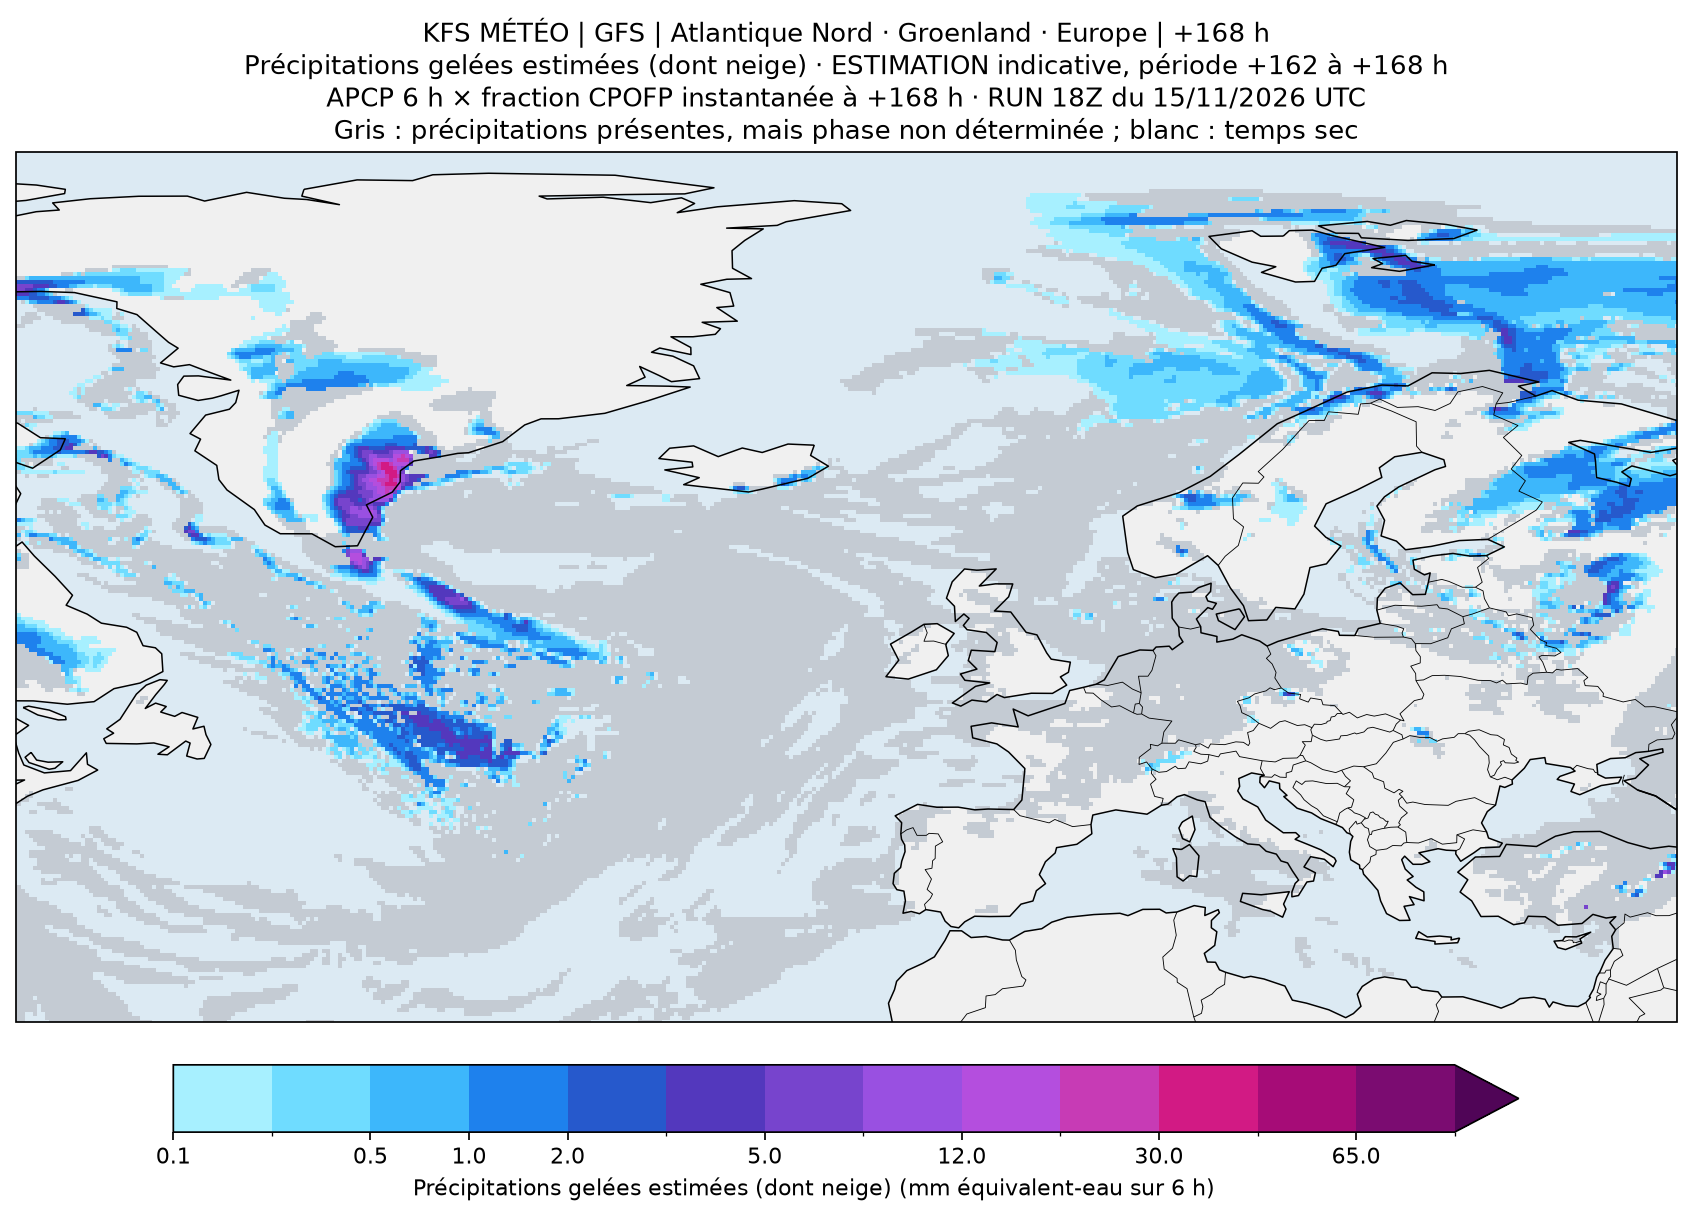 KFS MÉTÉO | GFS | Atlantique Nord · Groenland · Europe | +168 h
Précipitations gelées estimées (dont neige) · ESTIMATION indicative, période +162 à +168 h
APCP 6 h × fraction CPOFP instantanée à +168 h · RUN 18Z du 15/11/2026 UTC
Gris : précipitations présentes, mais phase non déterminée ; blanc : temps sec
0.1 0.5 1.0 2.0 5.0 12.0 30.0 65.0
Précipitations gelées estimées (dont neige) (mm équivalent-eau sur 6 h)